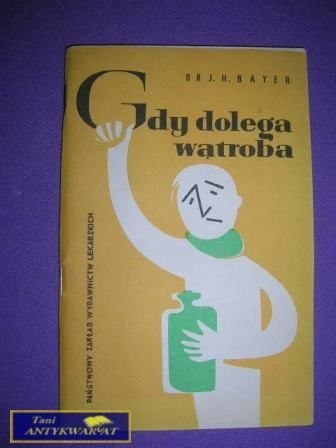 DR J. H. BAYER
Gdy dolega
wątroba
PAŃSTWOWY ZAKŁAD WYDAWNICTW LEKARSKICH
Tani
ANTYKWARIAT